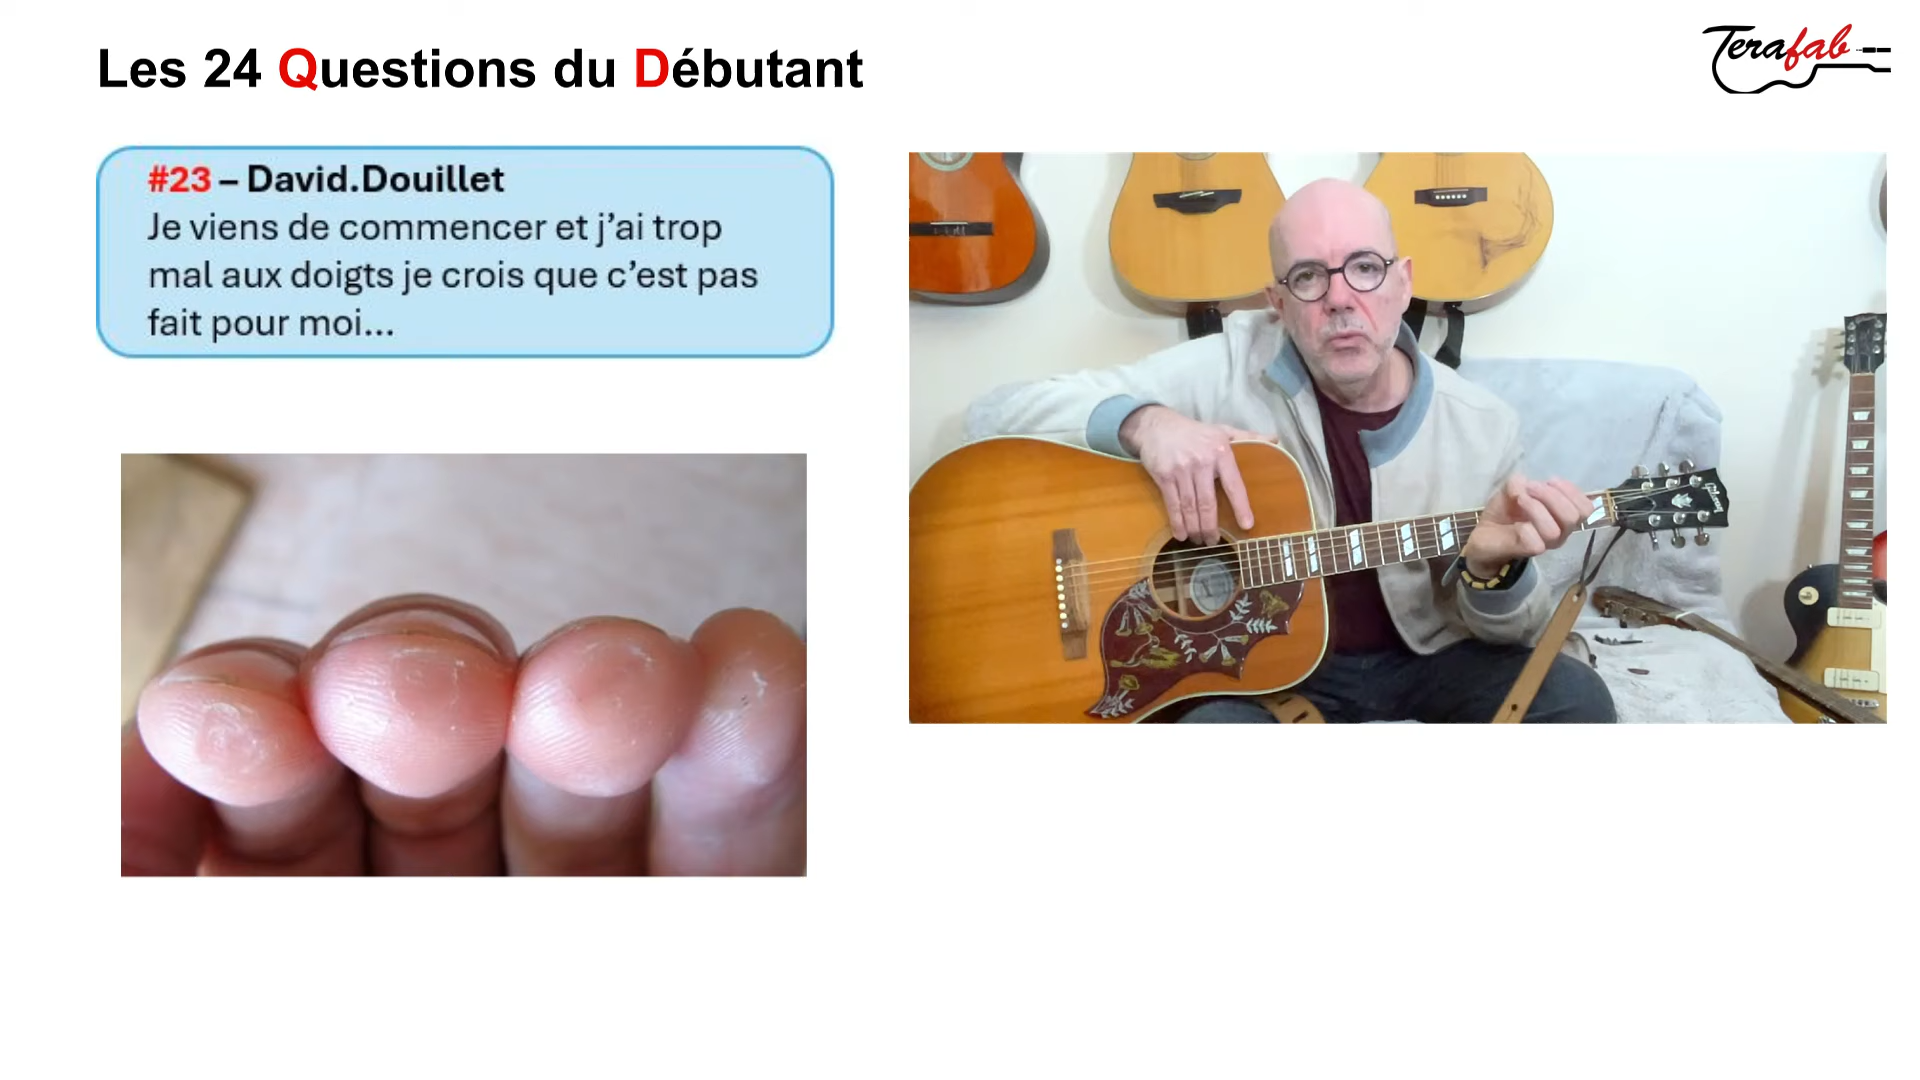 Les 24 Questions du Débutant
Terafab
#23 – David.Douillet
Je viens de commencer et j’ai trop
mal aux doigts je crois que c’est pas
fait pour moi...
Gibson